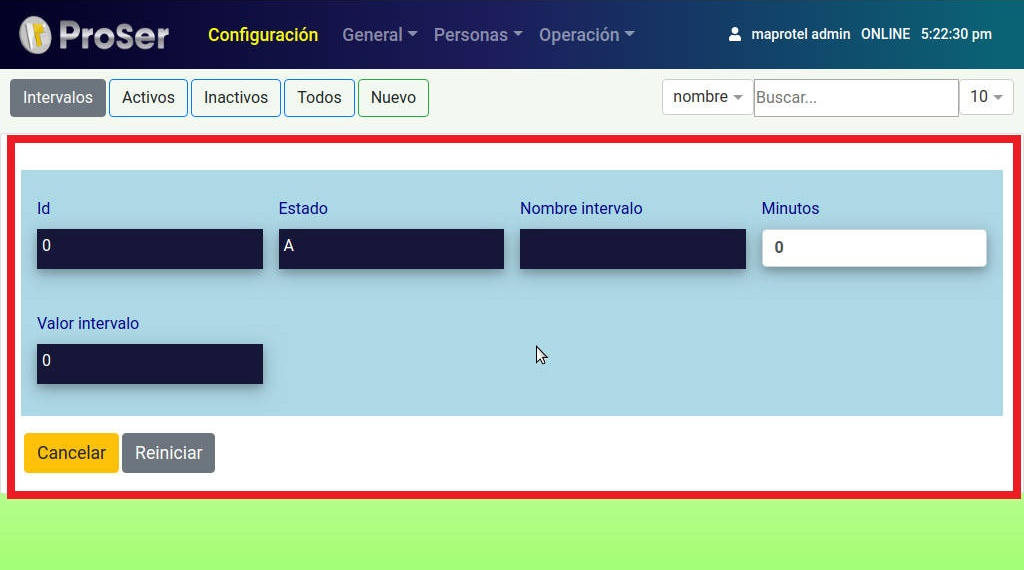 ProSer Configuración General Personas Operación maprotel admin ONLINE 5:22:30 pm
Intervalos Activos Inactivos Todos Nuevo nombre Buscar... 10
Id Estado Nombre intervalo Minutos
0 A 0
Valor intervalo
0
Cancelar Reiniciar